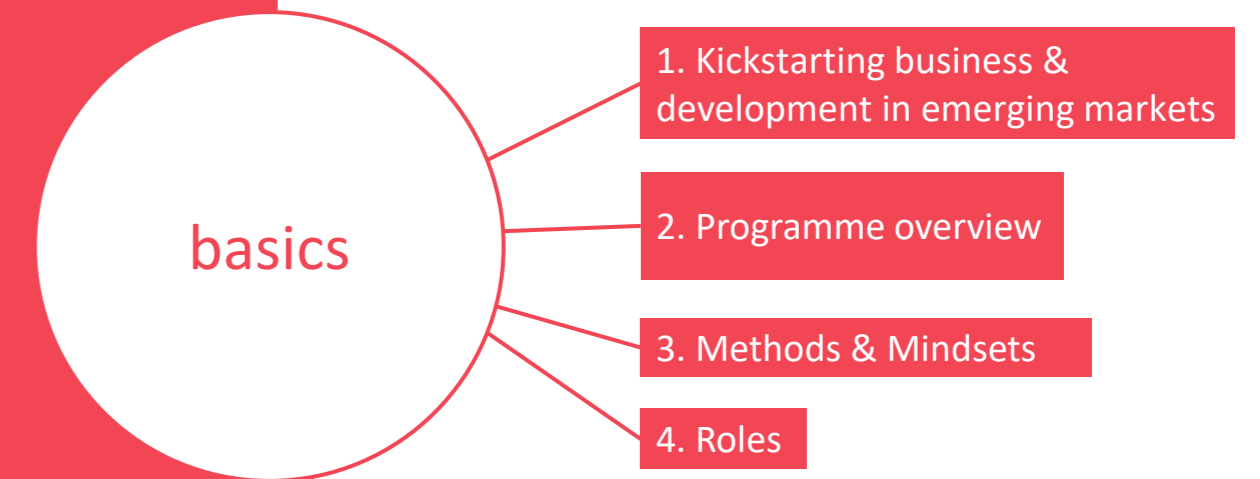 basics
1. Kickstarting business &
development in emerging markets
2. Programme overview
3. Methods & Mindsets
4. Roles